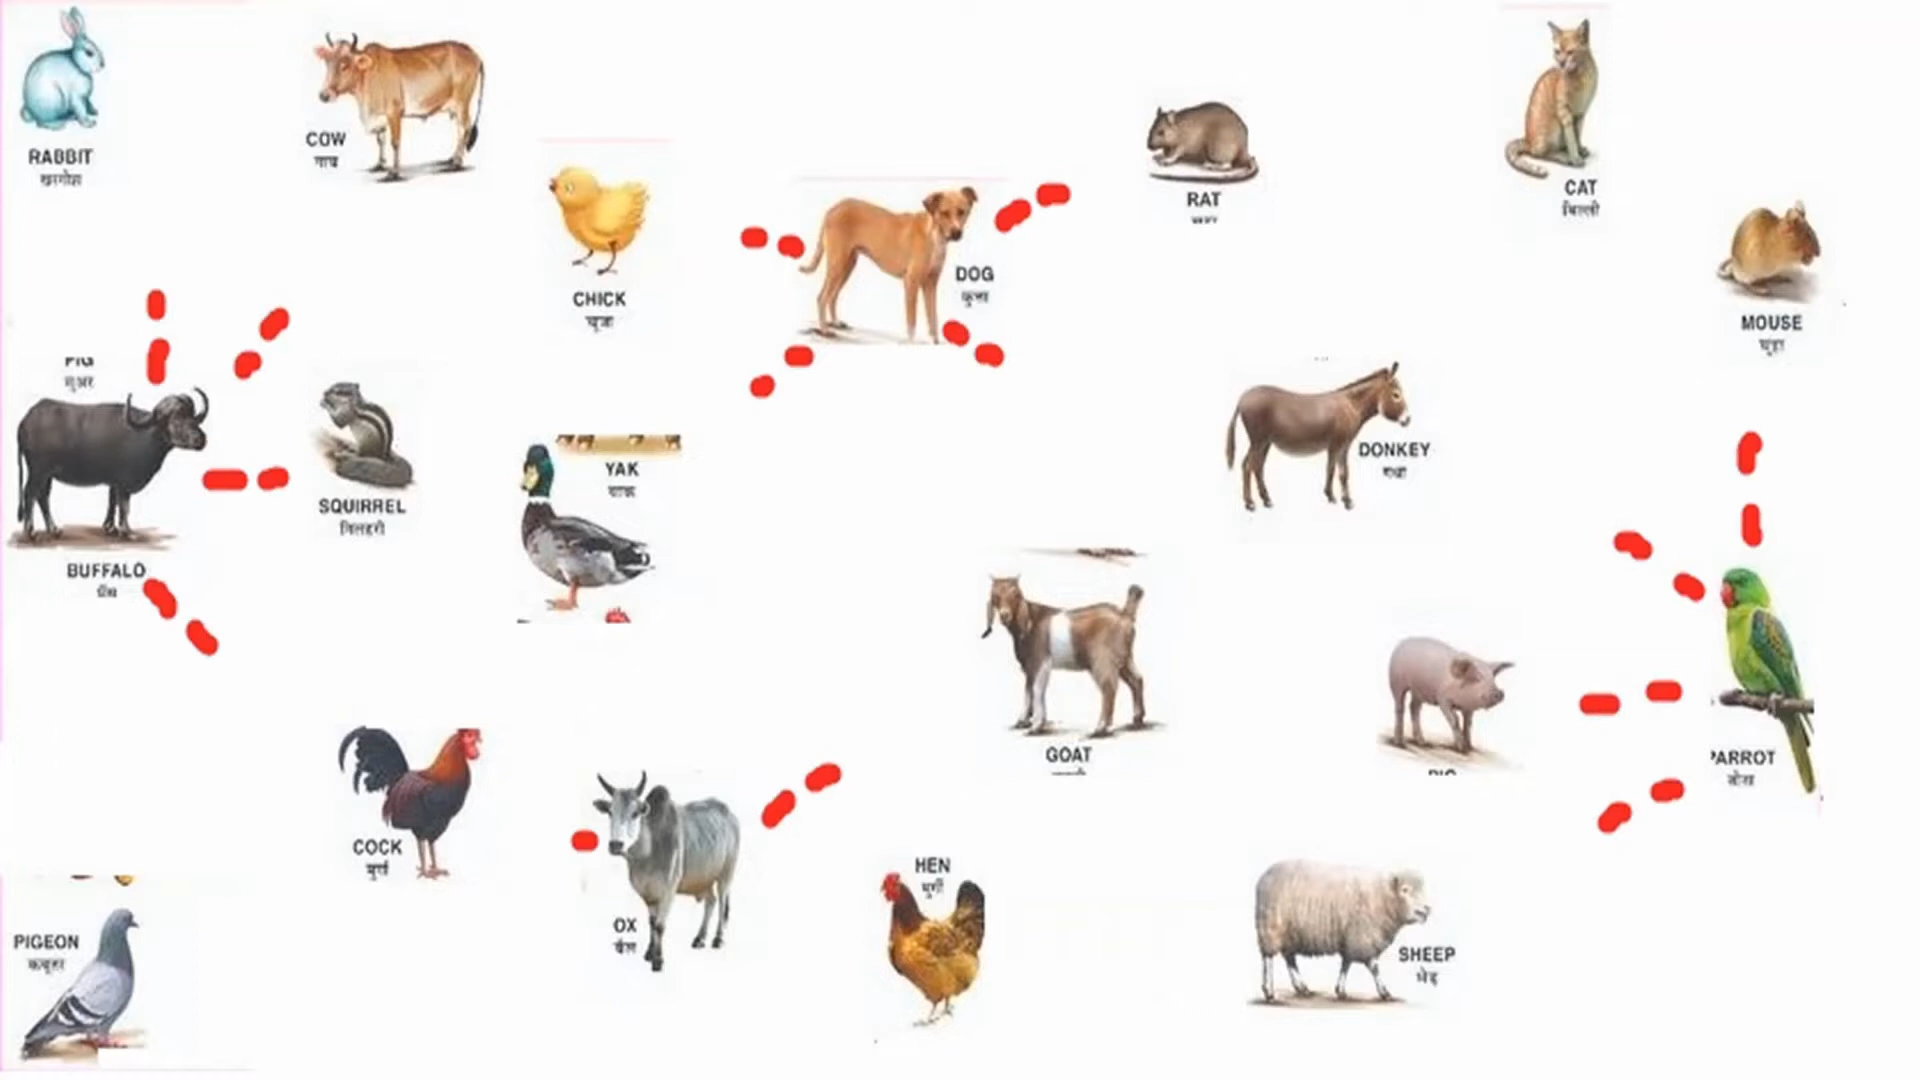 RABBIT
खरगोश
COW
गाय
CAT
बिल्ली
RAT
CHICK
चूजा
DOG
कुत्ता
MOUSE
चूहा
PIG
सुअर
SQUIRREL
गिलहरी
YAK
याक
DONKEY
गधा
BUFFALO
भैंस
GOAT
PARROT
तोता
COCK
मुर्गा
OX
बैल
HEN
मुर्गी
PIGEON
कबूतर
SHEEP
भेड़